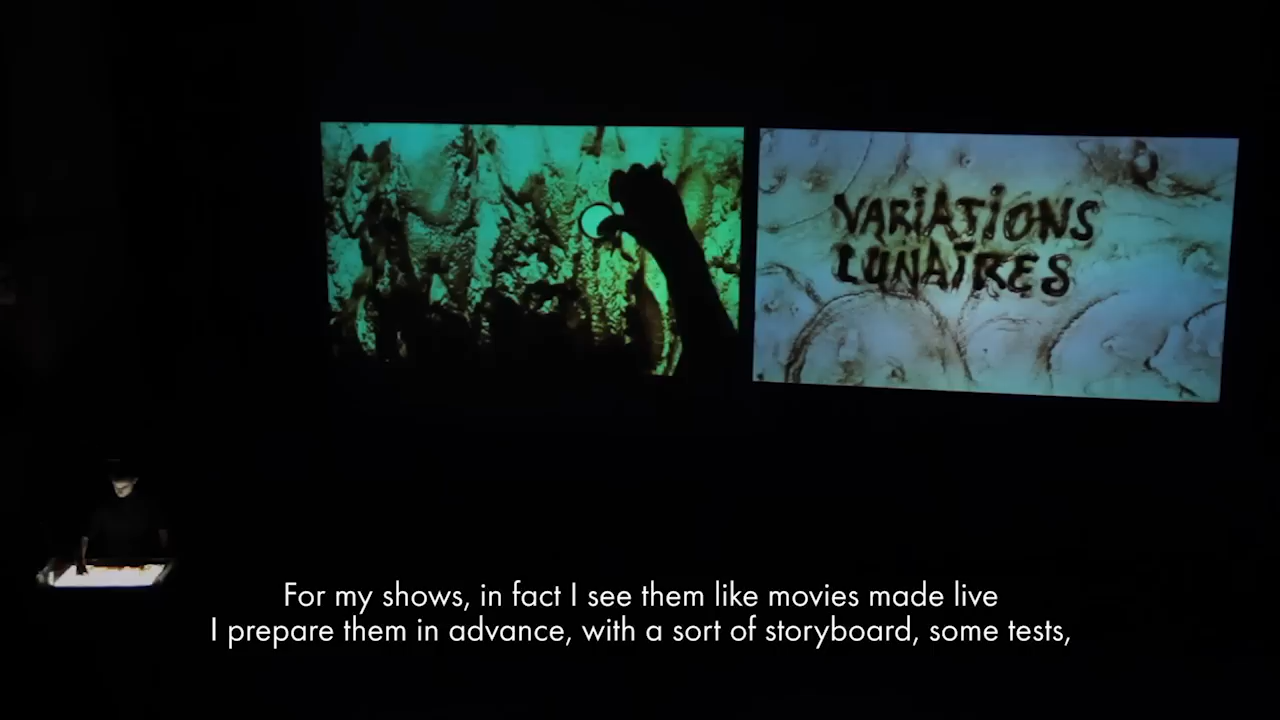 VARIATIONS
LUNAIRES
For my shows, in fact I see them like movies made live
I prepare them in advance, with a sort of storyboard, some tests,